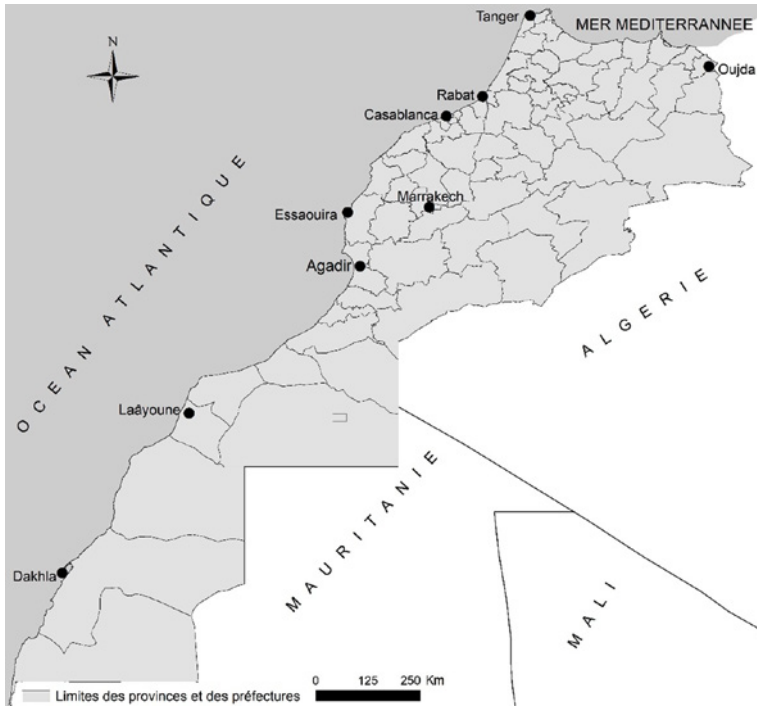 Tanger
MER MEDITERRANNEE
N
Oujda
Rabat
Casablanca
Marrakech
Essaouira
Agadir
OCEAN ATLANTIQUE
ALGERIE
Laâyoune
MAURITANIE
Dakhla
MALI
Limites des provinces et des préfectures
0 125 250 Km